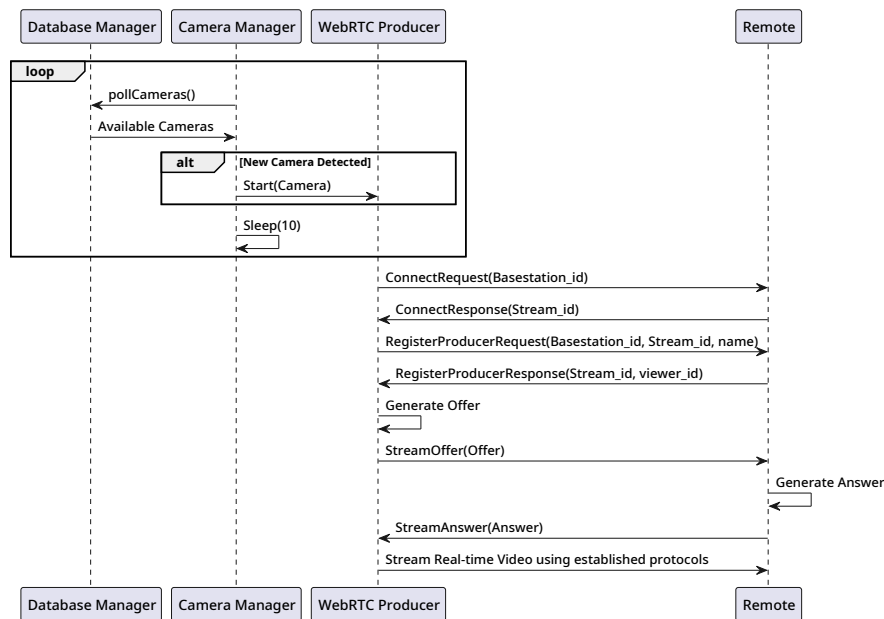 Database Manager
Camera Manager
WebRTC Producer
Remote
loop
pollCameras()
Available Cameras
alt
[New Camera Detected]
Start(Camera)
Sleep(10)
ConnectRequest(Basestation_id)
ConnectResponse(Stream_id)
RegisterProducerRequest(Basestation_id, Stream_id, name)
RegisterProducerResponse(Stream_id, viewer_id)
Generate Offer
StreamOffer(Offer)
Generate Answer
StreamAnswer(Answer)
Stream Real-time Video using established protocols
Database Manager
Camera Manager
WebRTC Producer
Remote